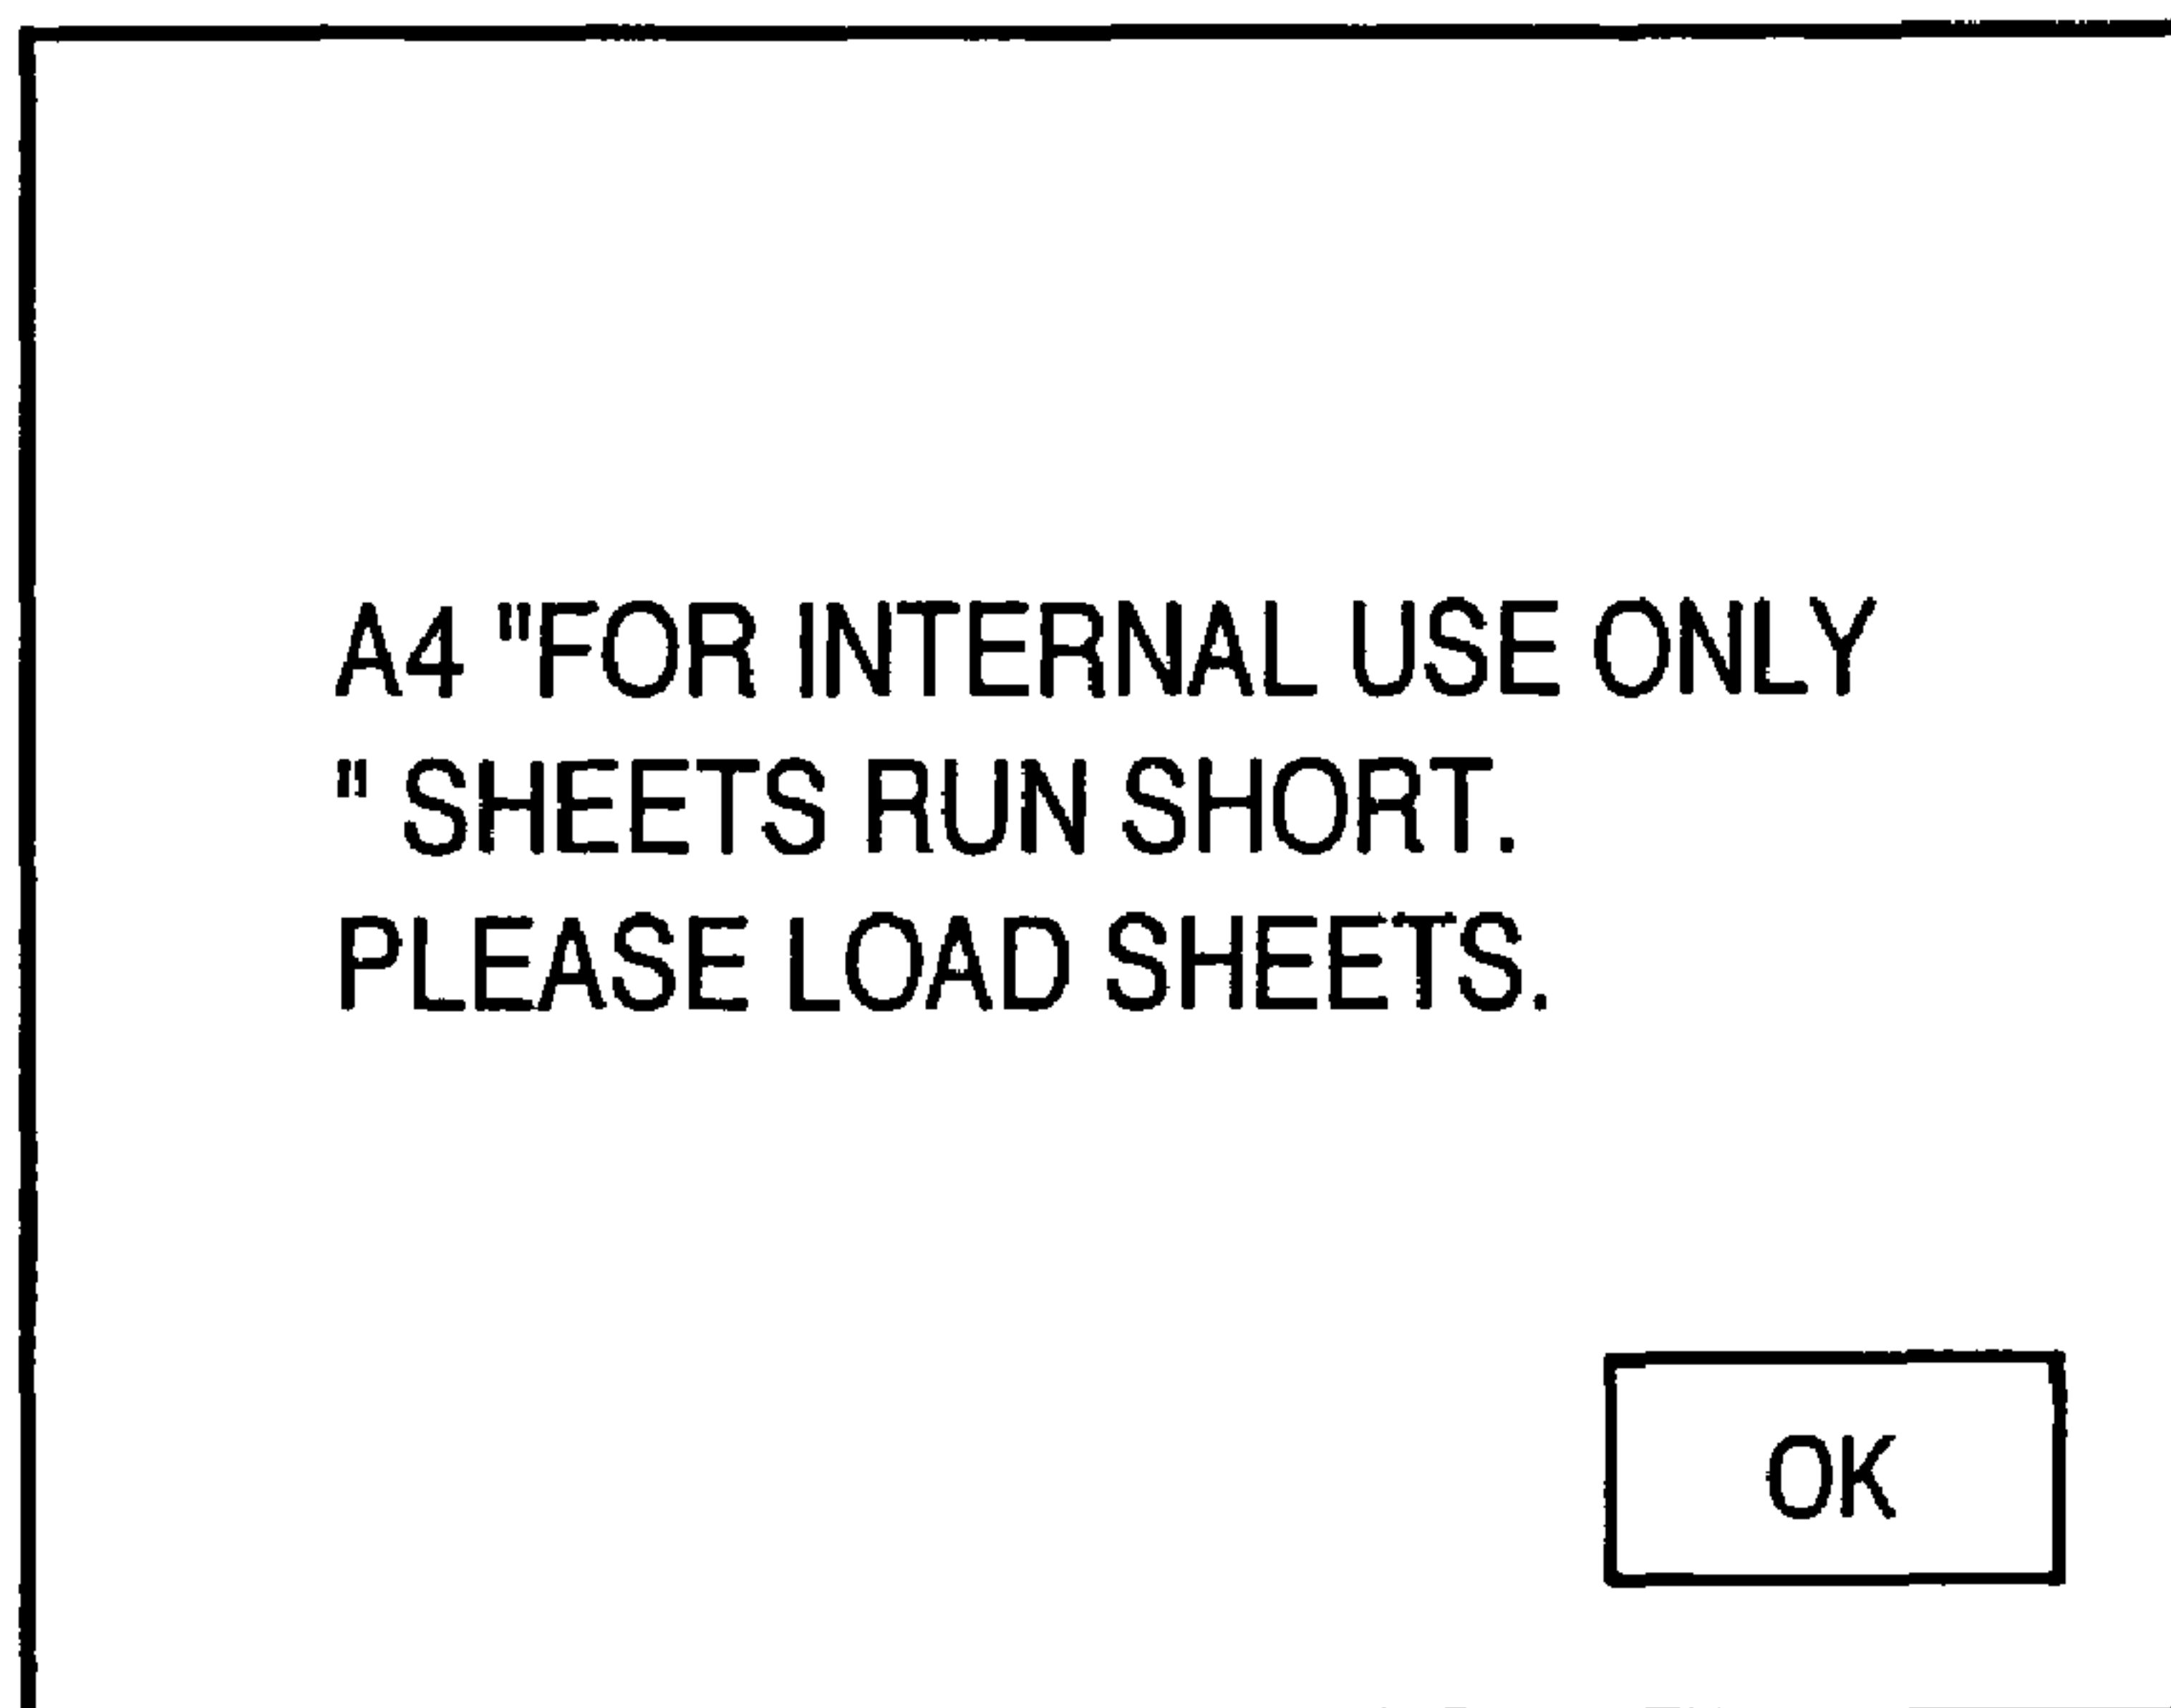 A4 "FOR INTERNAL USE ONLY
" SHEETS RUN SHORT.
PLEASE LOAD SHEETS.
OK